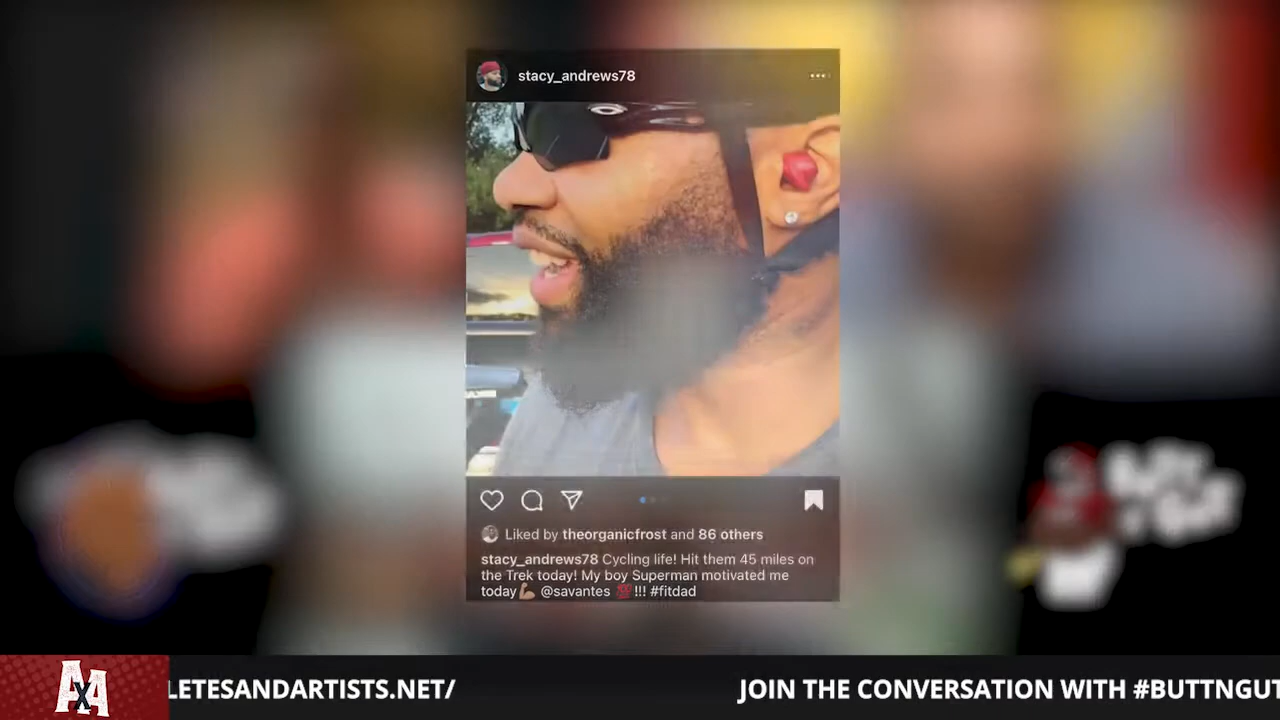 stacy_andrews78
Liked by theorganicfrost and 86 others
stacy_andrews78 Cycling life! Hit them 45 miles on
the Trek today! My boy Superman motivated me
today💪🏽 @savantes 💯!!! #fitdad
AxA
LETESANDARTISTS.NET/
JOIN THE CONVERSATION WITH #BUTTNGUT